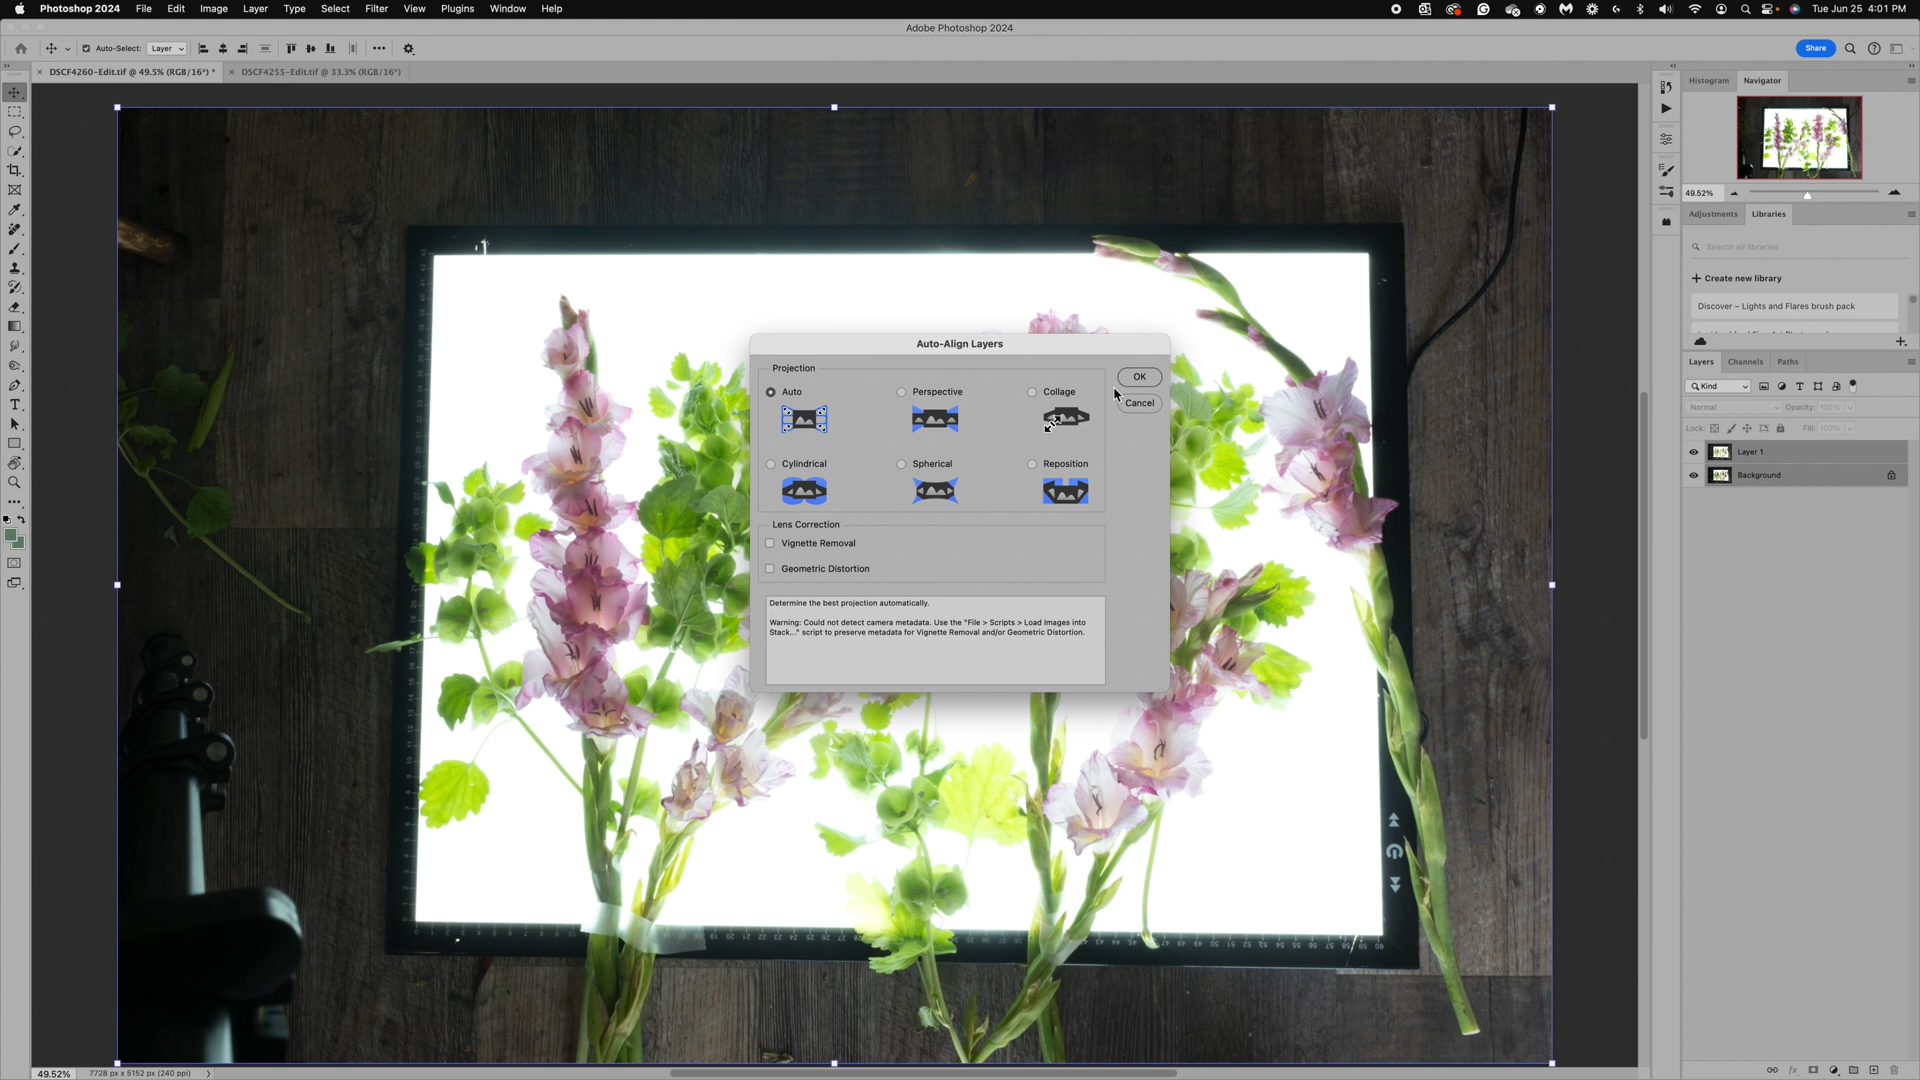 Photoshop 2024 File Edit Image Layer Type Select Filter View Plugins Window Help Tue Jun 25 4:01 PM
Adobe Photoshop 2024
Auto-Select: Layer Share
DSCF4260-Edit.tif @ 49.5% (RGB/16*) * DSCF4255-Edit.tif @ 33.3% (RGB/16*)
Histogram Navigator
49.52%
Adjustments Libraries
Search all libraries
Create new library
Discover – Lights and Flares brush pack
Layers Channels Paths
Kind
Normal Opacity: 100%
Lock: Fill: 100%
Layer 1
Background
Auto-Align Layers
Projection
OK
Auto Perspective Collage
Cancel
Cylindrical Spherical Reposition
Lens Correction
Vignette Removal
Geometric Distortion
Determine the best projection automatically.
Warning: Could not detect camera metadata. Use the "File > Scripts > Load Images into
Stack..." script to preserve metadata for Vignette Removal and/or Geometric Distortion.
49.52% 7728 px x 5152 px (240 ppi)